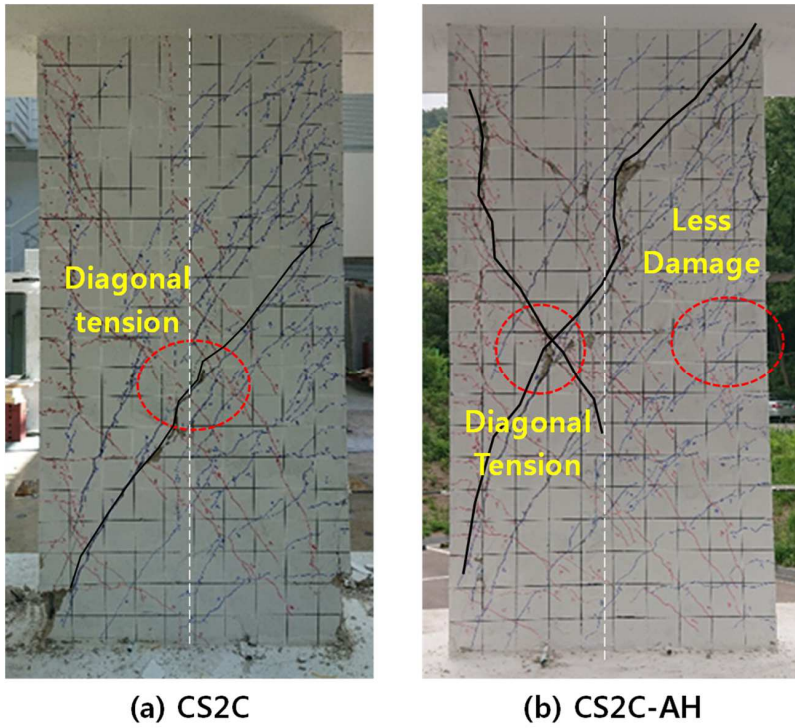 Diagonal
tension
Less
Damage
Diagonal
Tension
(a) CS2C
(b) CS2C-AH